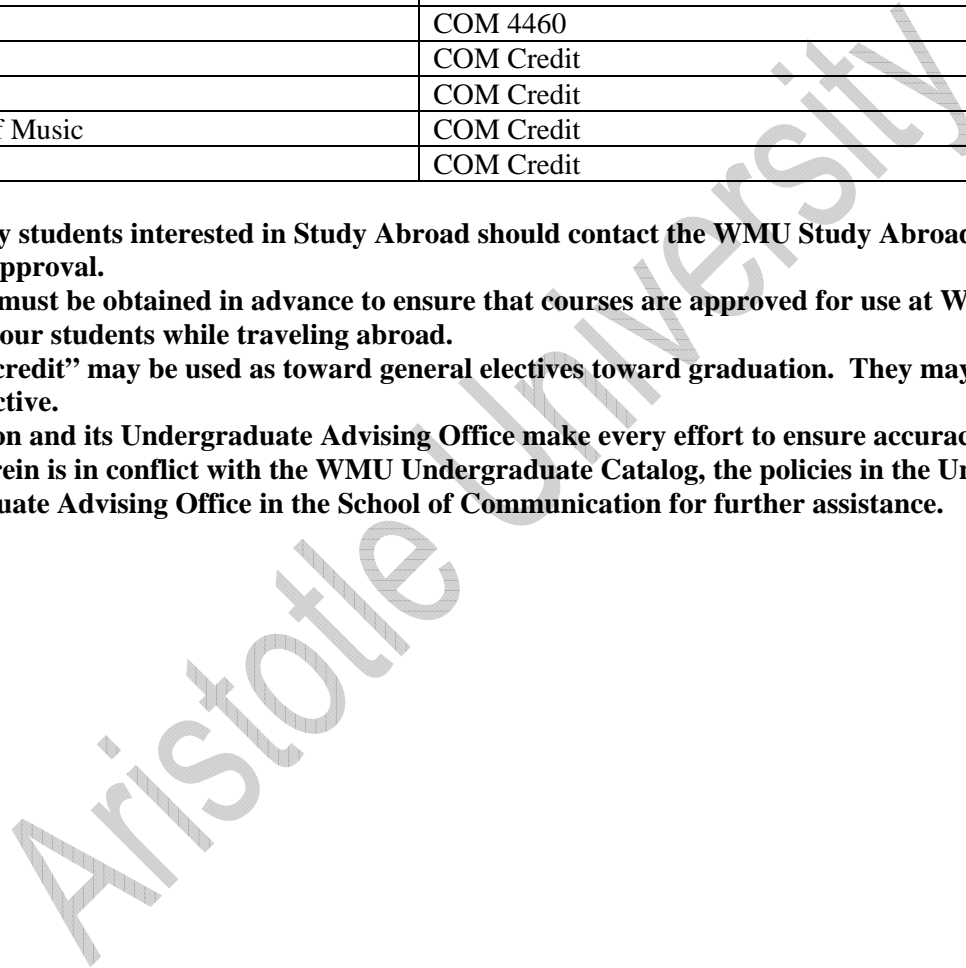 COM 4460
COM Credit
COM Credit
f Music COM Credit
COM Credit
y students interested in Study Abroad should contact the WMU Study Abroad
pproval.
must be obtained in advance to ensure that courses are approved for use at W
our students while traveling abroad.
credit” may be used as toward general electives toward graduation. They may
ctive.
on and its Undergraduate Advising Office make every effort to ensure accurac
rein is in conflict with the WMU Undergraduate Catalog, the policies in the Un
uate Advising Office in the School of Communication for further assistance.
Aristotle University